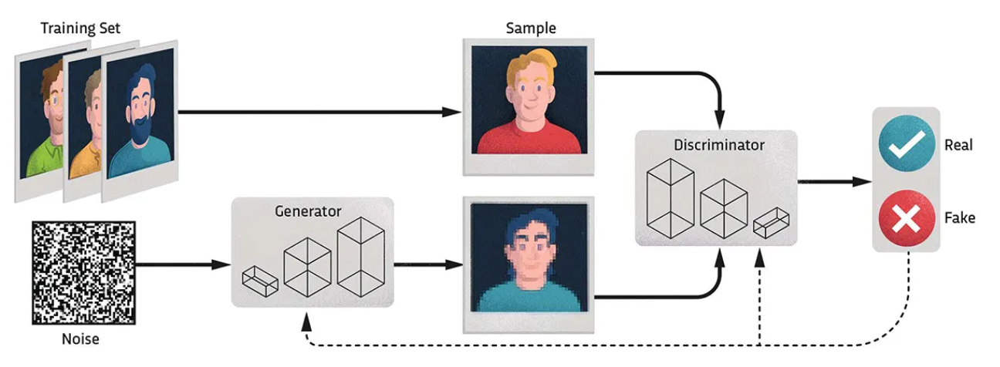 Training Set
Sample
Discriminator
Real
Generator
Fake
Noise